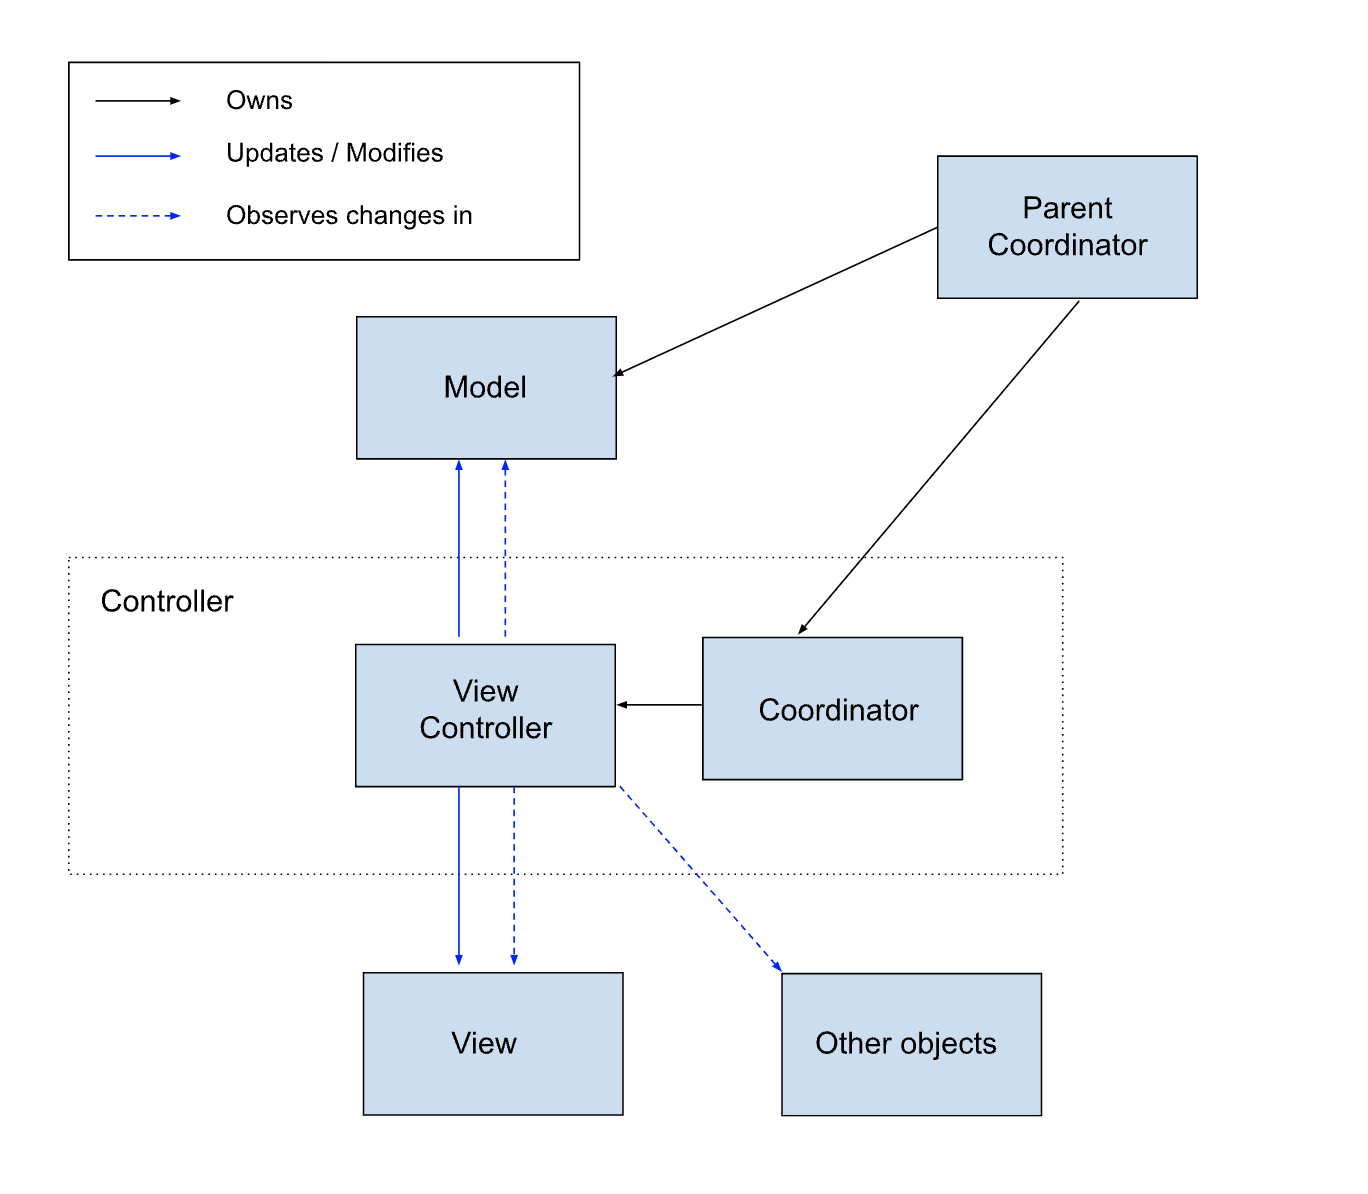 Owns
Updates / Modifies
Observes changes in
Parent
Coordinator
Model
Controller
View
Controller
Coordinator
View
Other objects